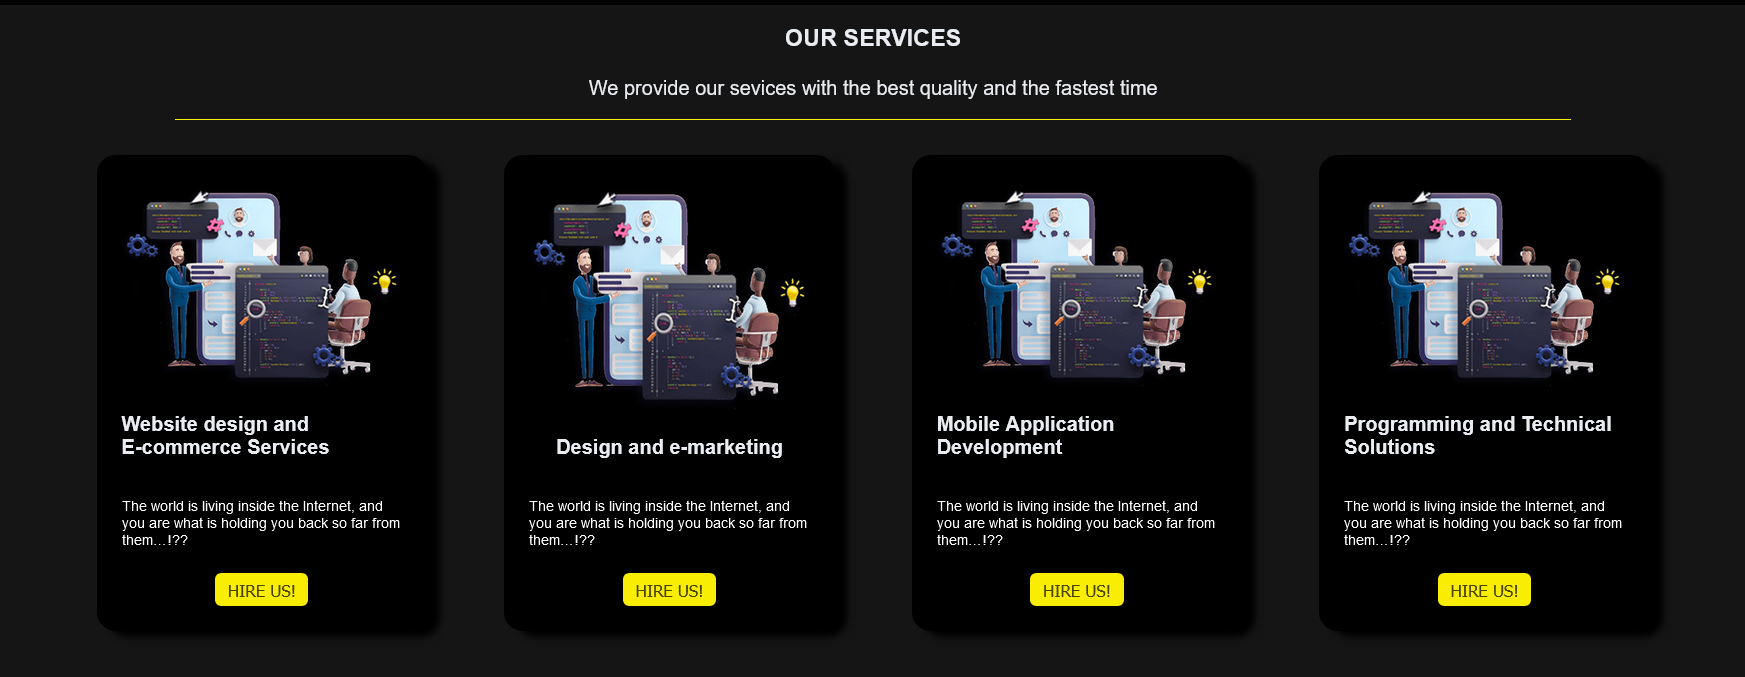 OUR SERVICES
We provide our sevices with the best quality and the fastest time
Website design and
E-commerce Services
The world is living inside the Internet, and
you are what is holding you back so far from
them...!??
HIRE US!
Design and e-marketing
The world is living inside the Internet, and
you are what is holding you back so far from
them...!??
HIRE US!
Mobile Application
Development
The world is living inside the Internet, and
you are what is holding you back so far from
them...!??
HIRE US!
Programming and Technical
Solutions
The world is living inside the Internet, and
you are what is holding you back so far from
them...!??
HIRE US!